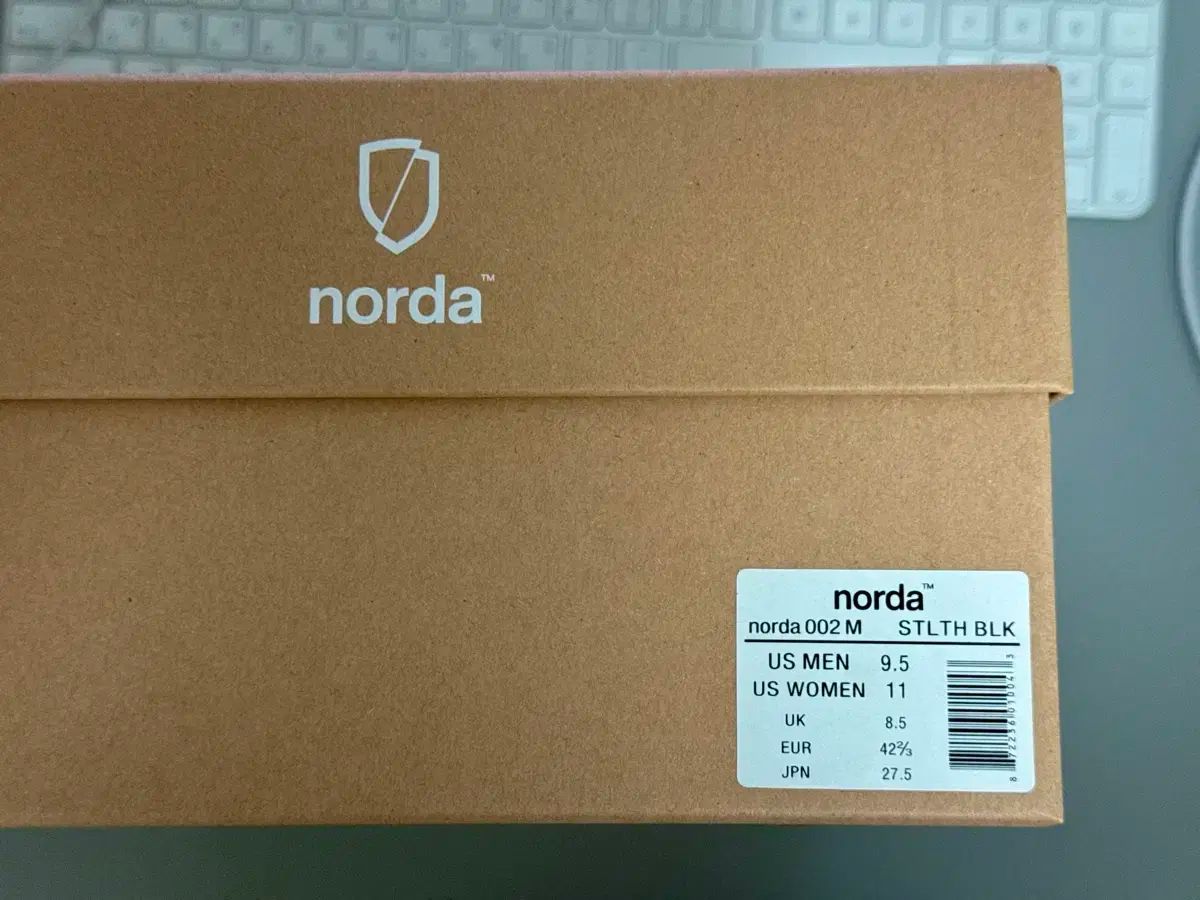 norda™
norda™
norda 002 M STLTH BLK
US MEN 9.5
US WOMEN 11
UK 8.5
EUR 42⅔
JPN 27.5